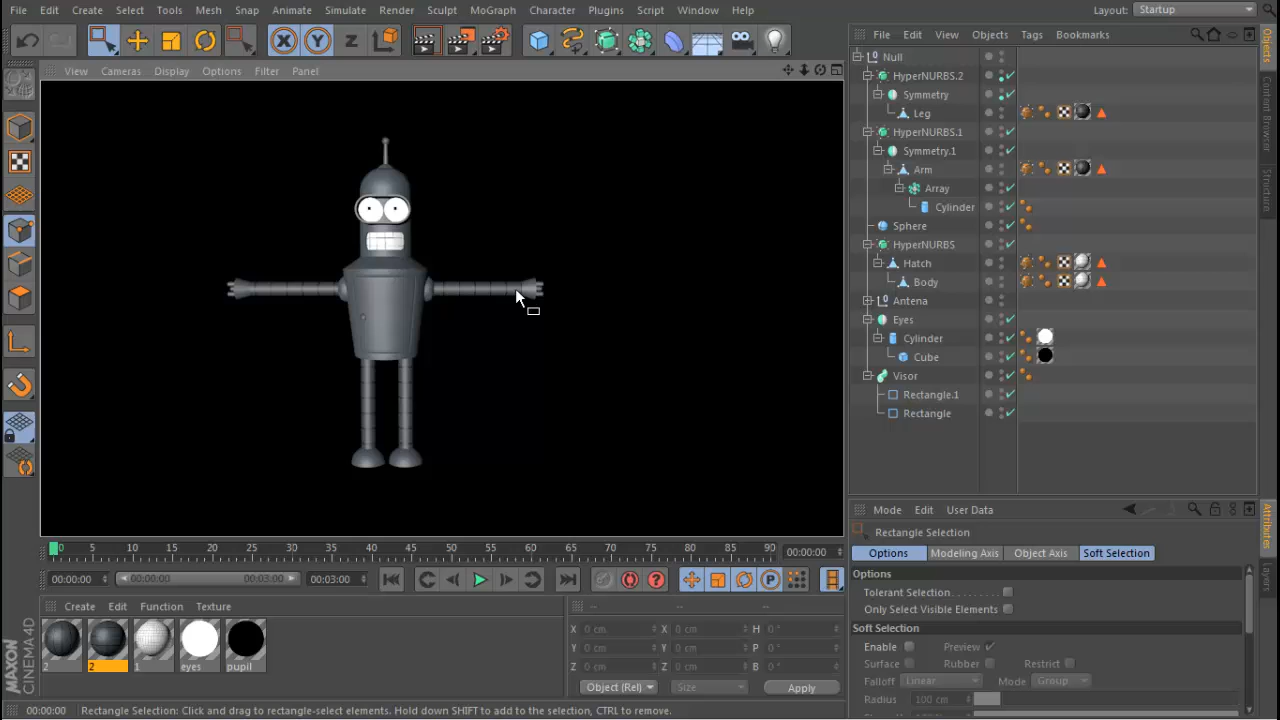 File Edit Create Select Tools Mesh Snap Animate Simulate Render Sculpt MoGraph Character Plugins Script Window Help Layout: Startup
X Y Z
File Edit View Objects Tags Bookmarks
View Cameras Display Options Filter Panel
Null
HyperNURBS.2
Symmetry
Leg
HyperNURBS.1
Symmetry.1
Arm
Array
Cylinder
Sphere
HyperNURBS
Hatch
Body
Antena
Eyes
Cylinder
Cube
Visor
Rectangle.1
Rectangle
Objects
Content Browser
Structure
Mode Edit User Data
Rectangle Selection
Options Modeling Axis Object Axis Soft Selection
Options
Tolerant Selection
Only Select Visible Elements
Soft Selection
Enable Preview
Surface Rubber Restrict
Falloff Linear Mode Group
Radius 100 cm
Attributes
Layer
0 5 10 15 20 25 30 35 40 45 50 55 60 65 70 75 80 85 90 00:00:00
00:00:00 00:00:00 00:03:00 00:03:00
Create Edit Function Texture
2 2 1 eyes pupil
-- -- --
X 0 cm X 0 cm H 0 °
Y 0 cm Y 0 cm P 0 °
Z 0 cm Z 0 cm B 0 °
Object (Rel) Size Apply
MAXON
CINEMA4D
00:00:00 Rectangle Selection: Click and drag to rectangle-select elements. Hold down SHIFT to add to the selection, CTRL to remove.